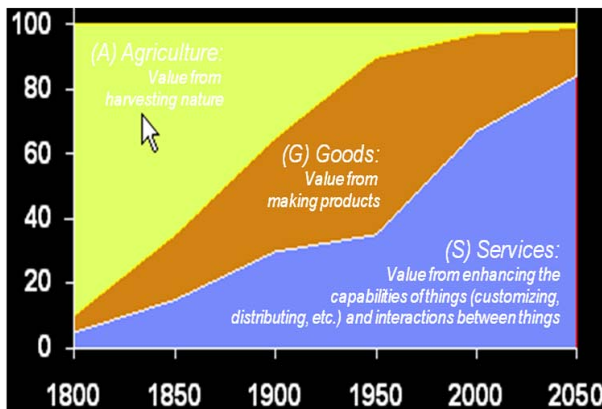 100
80
60
40
20
0
(A) Agriculture:
Value from
harvesting nature
(G) Goods:
Value from
making products
(S) Services:
Value from enhancing the
capabilities of things (customizing,
distributing, etc.) and interactions between things
1800 1850 1900 1950 2000 2050